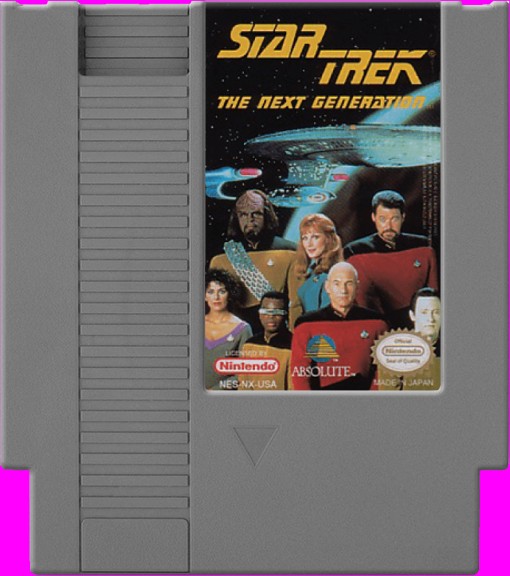 STAR
TREK®
THE NEXT GENERATION
LICENSED BY
Nintendo
NES-NX-USA
ABSOLUTE™
Official
Nintendo
Seal of Quality
MADE IN JAPAN